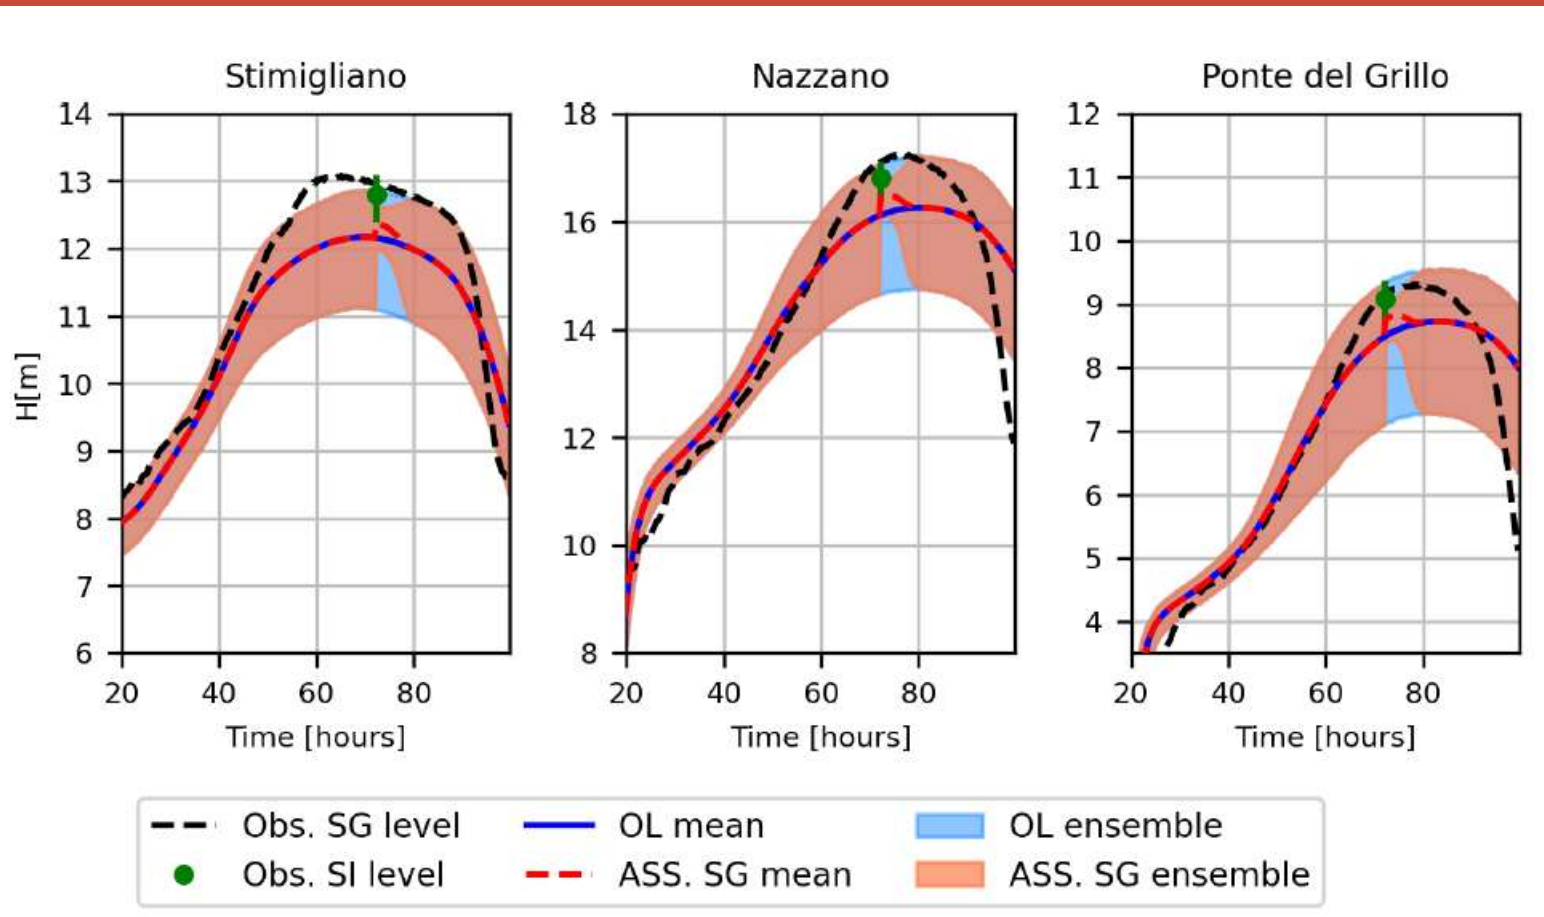 Stimigliano Nazzano Ponte del Grillo
14 18 12
13 11
12 16 10
11 14 9
10 8
9 12 7
8 10 6
7 5
6 8 4
H[m]
20 40 60 80 20 40 60 80 20 40 60 80
Time [hours] Time [hours] Time [hours]
Obs. SG level OL mean OL ensemble
Obs. SI level ASS. SG mean ASS. SG ensemble